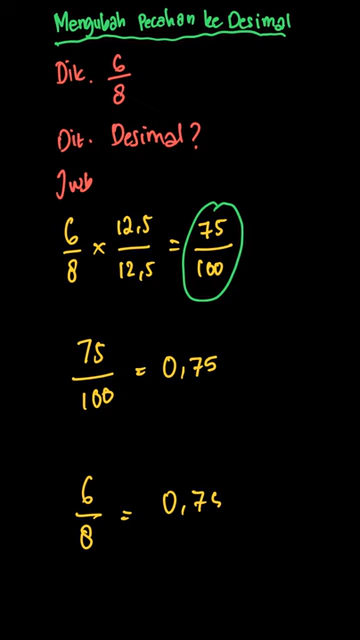 Mengubah Pecahan ke Desimal
Dik. 6/8
Dit. Desimal?
Jwb
6/8 × 12,5/12,5 = 75/100
75/100 = 0,75
6/8 = 0,75